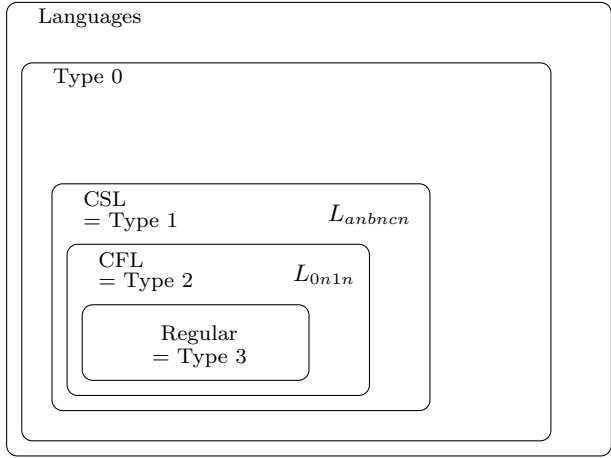 Languages
Type 0
CSL
= Type 1
L_{anbncn}
CFL
= Type 2
L_{0n1n}
Regular
= Type 3